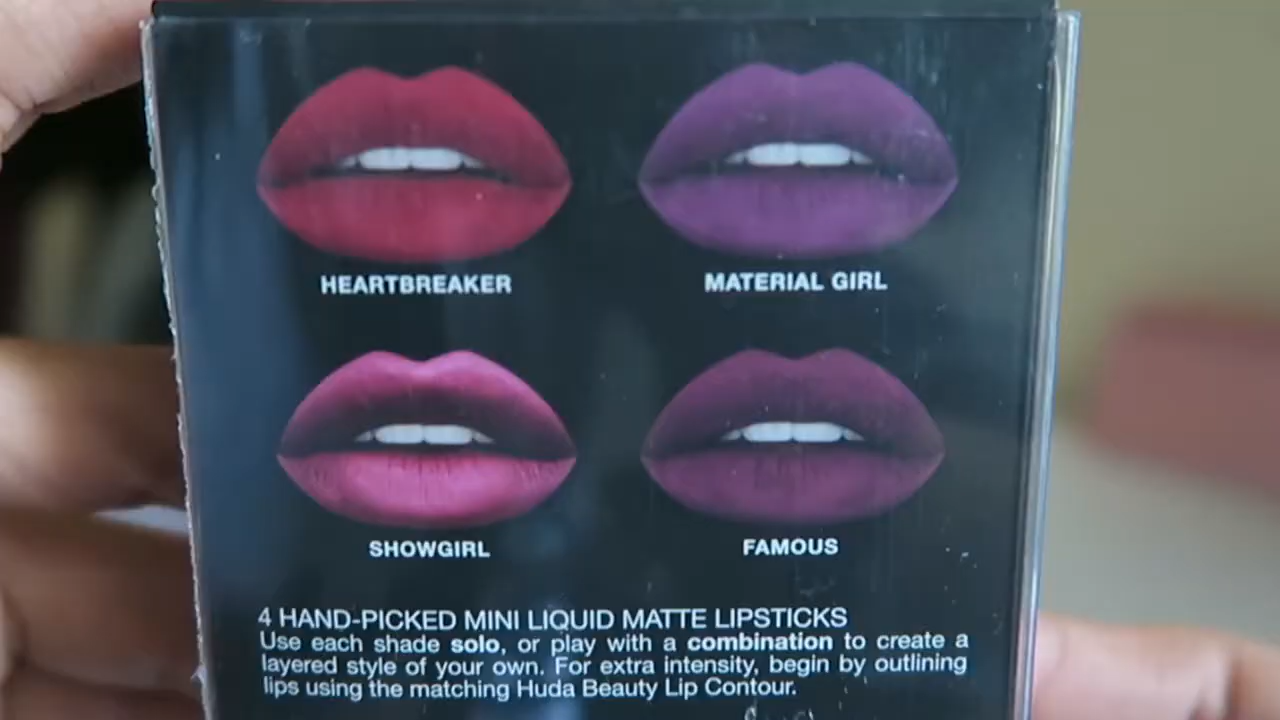 HEARTBREAKER
MATERIAL GIRL
SHOWGIRL
FAMOUS
4 HAND-PICKED MINI LIQUID MATTE LIPSTICKS
Use each shade solo, or play with a combination to create a
layered style of your own. For extra intensity, begin by outlining
lips using the matching Huda Beauty Lip Contour.